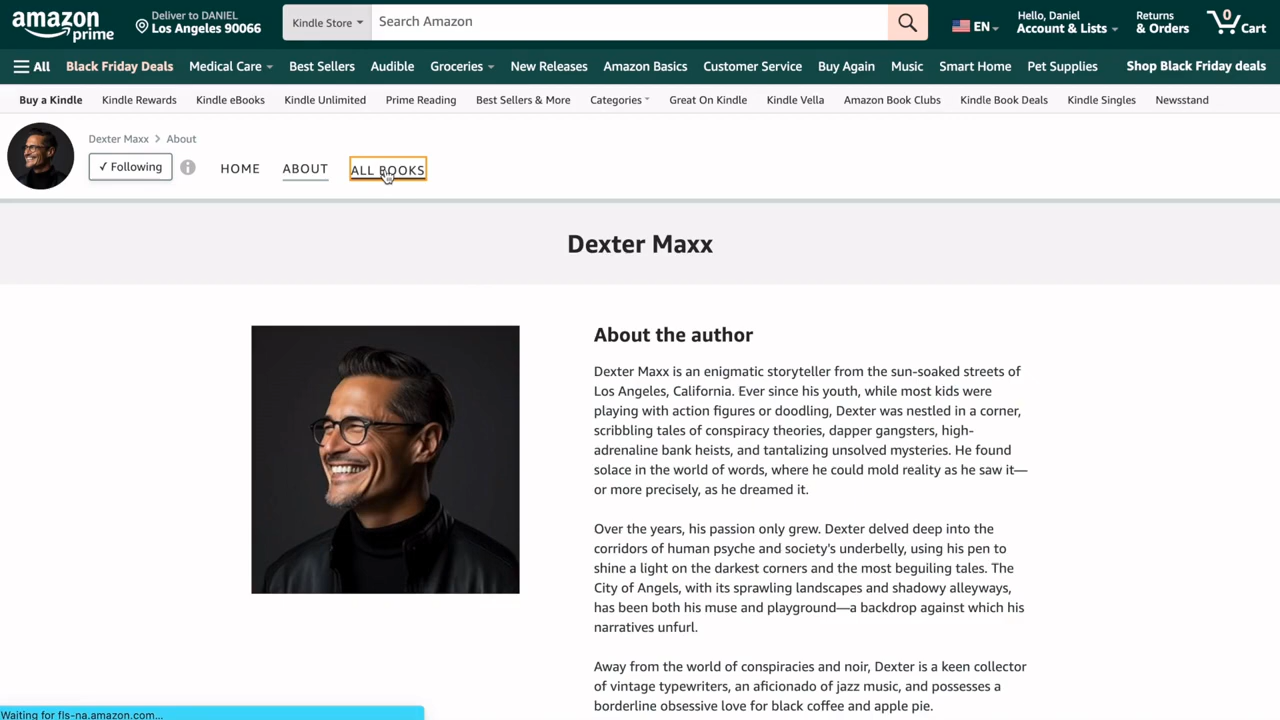 amazon
prime
Deliver to DANIEL
Los Angeles 90066
Kindle Store
Search Amazon
EN
Hello, Daniel
Account & Lists
Returns
& Orders
0
Cart
All
Black Friday Deals
Medical Care
Best Sellers
Audible
Groceries
New Releases
Amazon Basics
Customer Service
Buy Again
Music
Smart Home
Pet Supplies
Shop Black Friday deals
Buy a Kindle
Kindle Rewards
Kindle eBooks
Kindle Unlimited
Prime Reading
Best Sellers & More
Categories
Great On Kindle
Kindle Vella
Amazon Book Clubs
Kindle Book Deals
Kindle Singles
Newsstand
Dexter Maxx > About
✓ Following
i
HOME
ABOUT
ALL BOOKS
Dexter Maxx
About the author
Dexter Maxx is an enigmatic storyteller from the sun-soaked streets of
Los Angeles, California. Ever since his youth, while most kids were
playing with action figures or doodling, Dexter was nestled in a corner,
scribbling tales of conspiracy theories, dapper gangsters, high-
adrenaline bank heists, and tantalizing unsolved mysteries. He found
solace in the world of words, where he could mold reality as he saw it—
or more precisely, as he dreamed it.
Over the years, his passion only grew. Dexter delved deep into the
corridors of human psyche and society's underbelly, using his pen to
shine a light on the darkest corners and the most beguiling tales. The
City of Angels, with its sprawling landscapes and shadowy alleyways,
has been both his muse and playground—a backdrop against which his
narratives unfurl.
Away from the world of conspiracies and noir, Dexter is a keen collector
of vintage typewriters, an aficionado of jazz music, and possesses a
borderline obsessive love for black coffee and apple pie.
Waiting for fls-na.amazon.com...